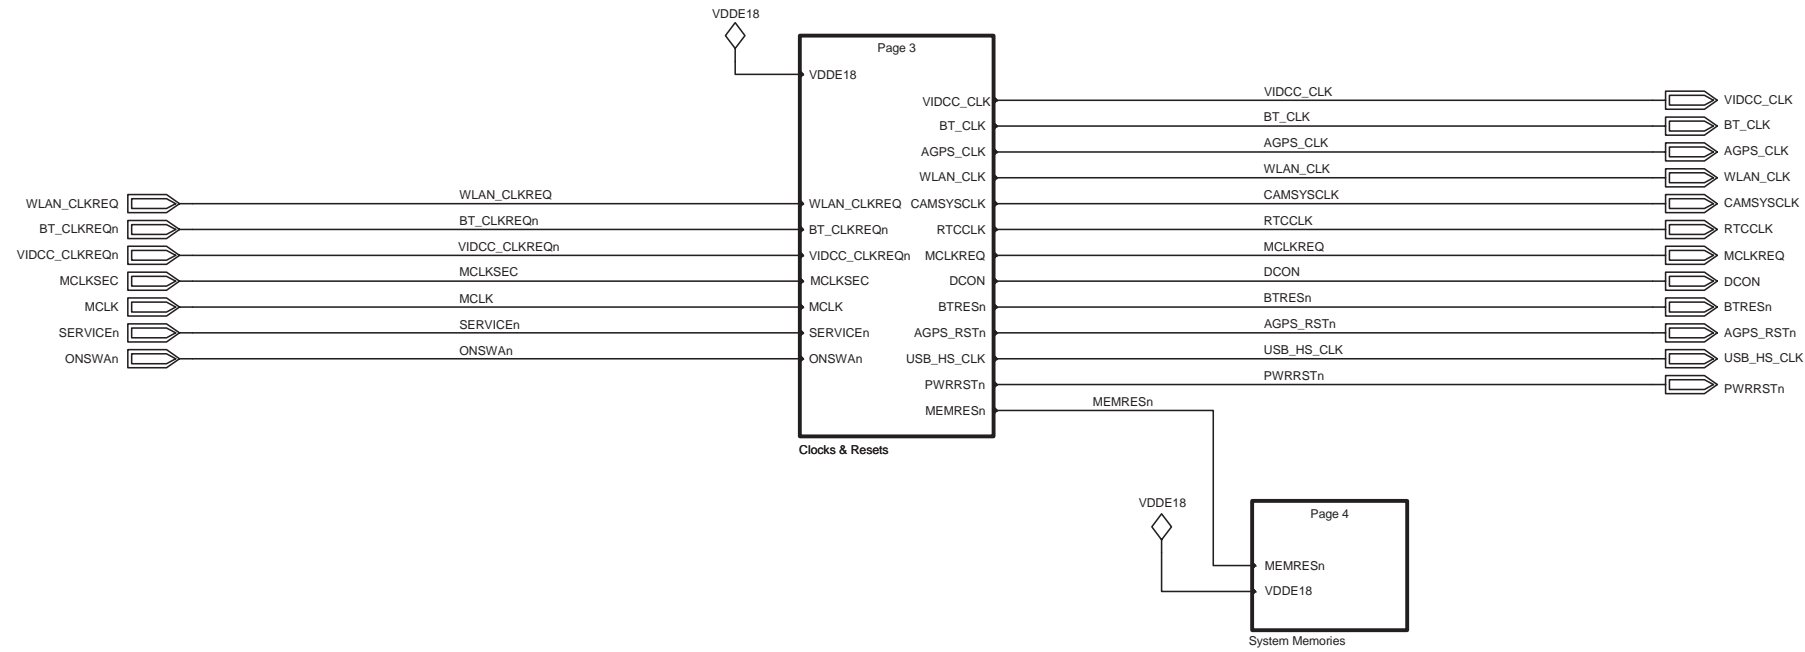 VDDE18
Page 3
VDDE18
VIDCC_CLK VIDCC_CLK VIDCC_CLK
BT_CLK BT_CLK BT_CLK
AGPS_CLK AGPS_CLK AGPS_CLK
WLAN_CLK WLAN_CLK WLAN_CLK
WLAN_CLKREQ WLAN_CLKREQ WLAN_CLKREQ CAMSYSCLK CAMSYSCLK CAMSYSCLK
BT_CLKREQn BT_CLKREQn BT_CLKREQn RTCCLK RTCCLK RTCCLK
VIDCC_CLKREQn VIDCC_CLKREQn VIDCC_CLKREQn MCLKREQ MCLKREQ MCLKREQ
MCLKSEC MCLKSEC MCLKSEC DCON DCON DCON
MCLK MCLK MCLK BTRESn BTRESn BTRESn
SERVICEn SERVICEn SERVICEn AGPS_RSTn AGPS_RSTn AGPS_RSTn
ONSWAn ONSWAn ONSWAn USB_HS_CLK USB_HS_CLK USB_HS_CLK
PWRRSTn PWRRSTn PWRRSTn
MEMRESn MEMRESn
Clocks & Resets
VDDE18
Page 4
MEMRESn
VDDE18
System Memories